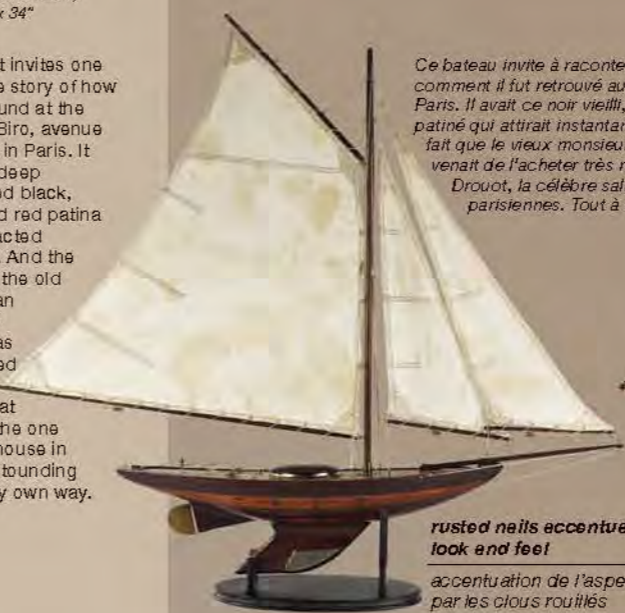 x 34"
t invites one
e story of how
und at the
Biro, avenue
in Paris. It
deep
ed black,
d red patina
acted
. And the
the old
an
as
ed
at
he one
house in
tounding
y own way.
Ce bateau invite à raconte
comment il fut retrouvé au
Paris. Il avait ce noir vieilli,
patiné qui attirait instantan
fait que le vieux monsieu
venait de l'acheter très r
Drouot, la célèbre sal
parisiennes. Tout à
rusted nails accentue
look and feel
accentuation de l'aspe
par les clous rouillés